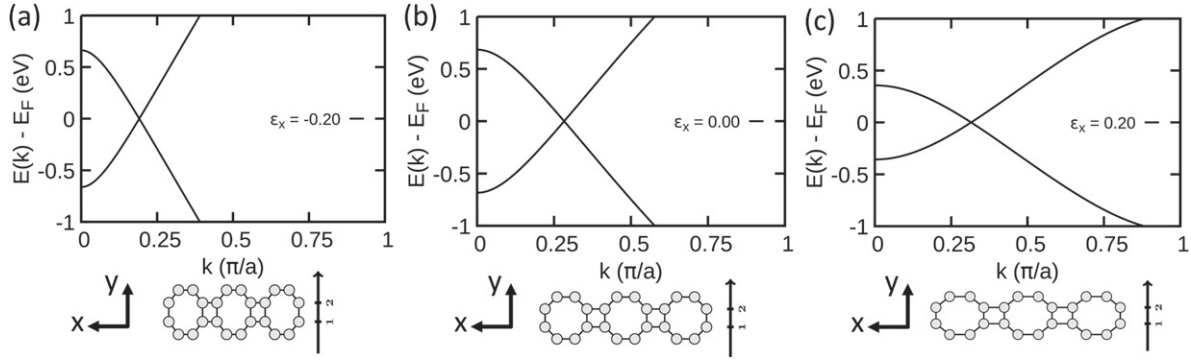 (a)
1
0.5
0
-0.5
-1
E(k) - E_F (eV)
εₓ = -0.20
0 0.25 0.5 0.75 1
k (π/a)
Y
X
1 2
(b)
1
0.5
0
-0.5
-1
E(k) - E_F (eV)
εₓ = 0.00
0 0.25 0.5 0.75 1
k (π/a)
Y
X
1 2
(c)
1
0.5
0
-0.5
-1
E(k) - E_F (eV)
εₓ = 0.20
0 0.25 0.5 0.75 1
k (π/a)
Y
X
1 2